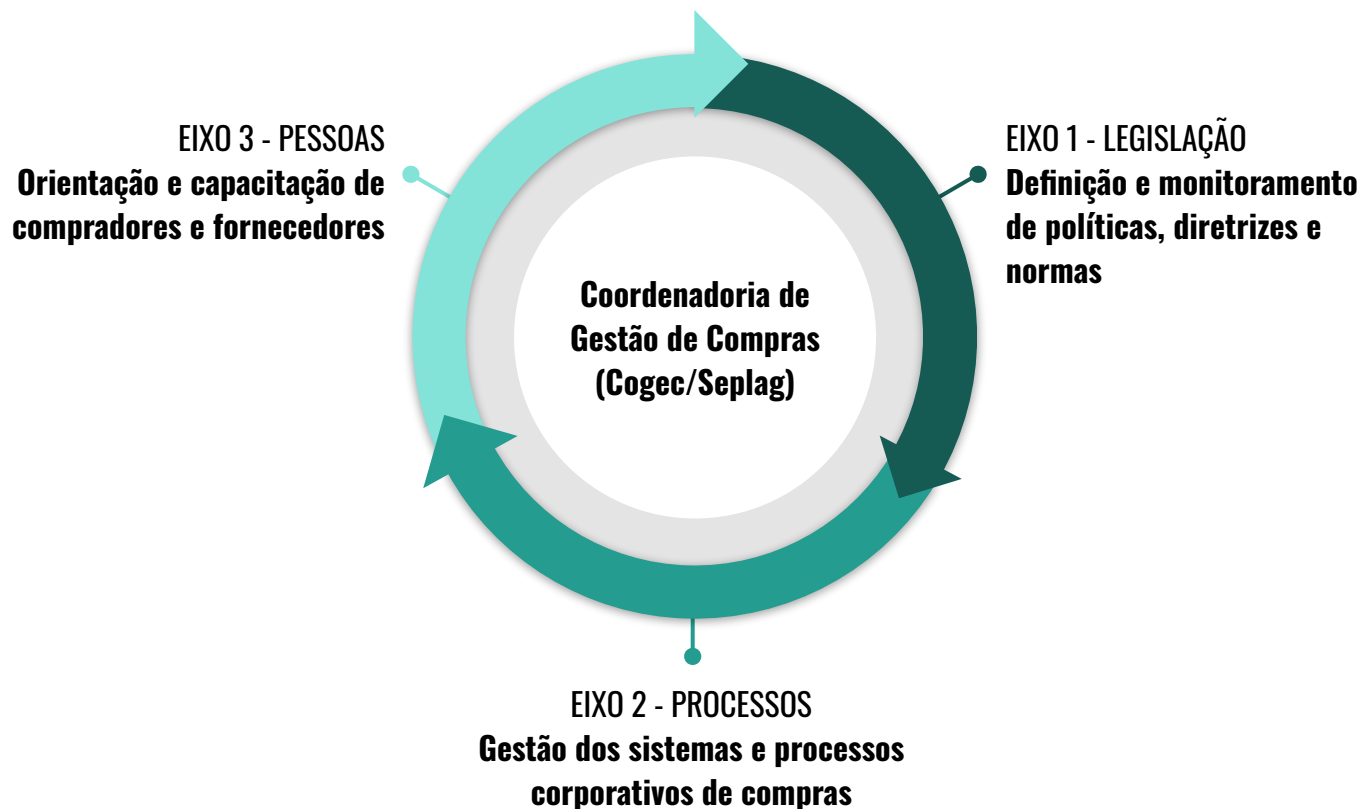 EIXO 3 - PESSOAS
Orientação e capacitação de
compradores e fornecedores
EIXO 1 - LEGISLAÇÃO
Definição e monitoramento
de políticas, diretrizes e
normas
Coordenadoria de
Gestão de Compras
(Cogec/Seplag)
EIXO 2 - PROCESSOS
Gestão dos sistemas e processos
corporativos de compras